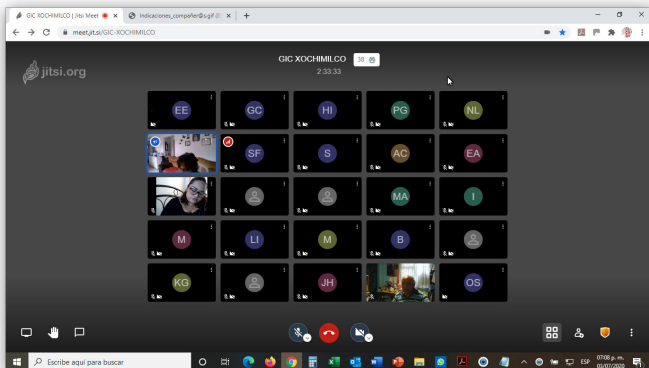 GIC XOCHIMILCO | Jitsi Meet
Indicaciones_compañer@s.gif (
meet.jit.si/GIC-XOCHIMILCO
jitsi.org
GIC XOCHIMILCO 38
2:33:33
EE GC HI PG NL
SF S AC EA
MA I
M LI M B
KG JH OS
Escribe aquí para buscar
ESP
07:08 p. m.
03/07/2020